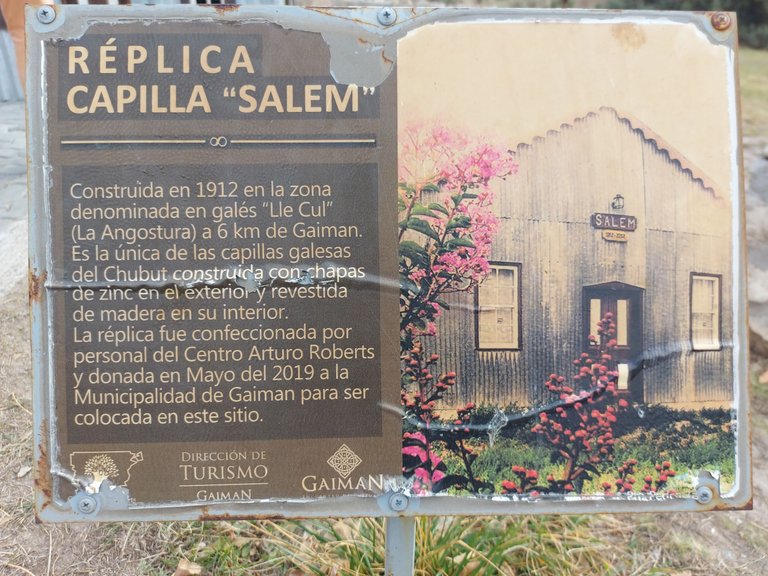 RÉPLICA
CAPILLA “SALEM”
Construida en 1912 en la zona
denominada en galés “Lle Cul”
(La Angostura) a 6 km de Gaiman.
Es la única de las capillas galesas
del Chubut construida con chapas
de zinc en el exterior y revestida
de madera en su interior.
La réplica fue confeccionada por
personal del Centro Arturo Roberts
y donada en Mayo del 2019 a la
Municipalidad de Gaiman para ser
colocada en este sitio.
DIRECCIÓN DE
TURISMO
GAIMAN
GAIMAN
SALEM